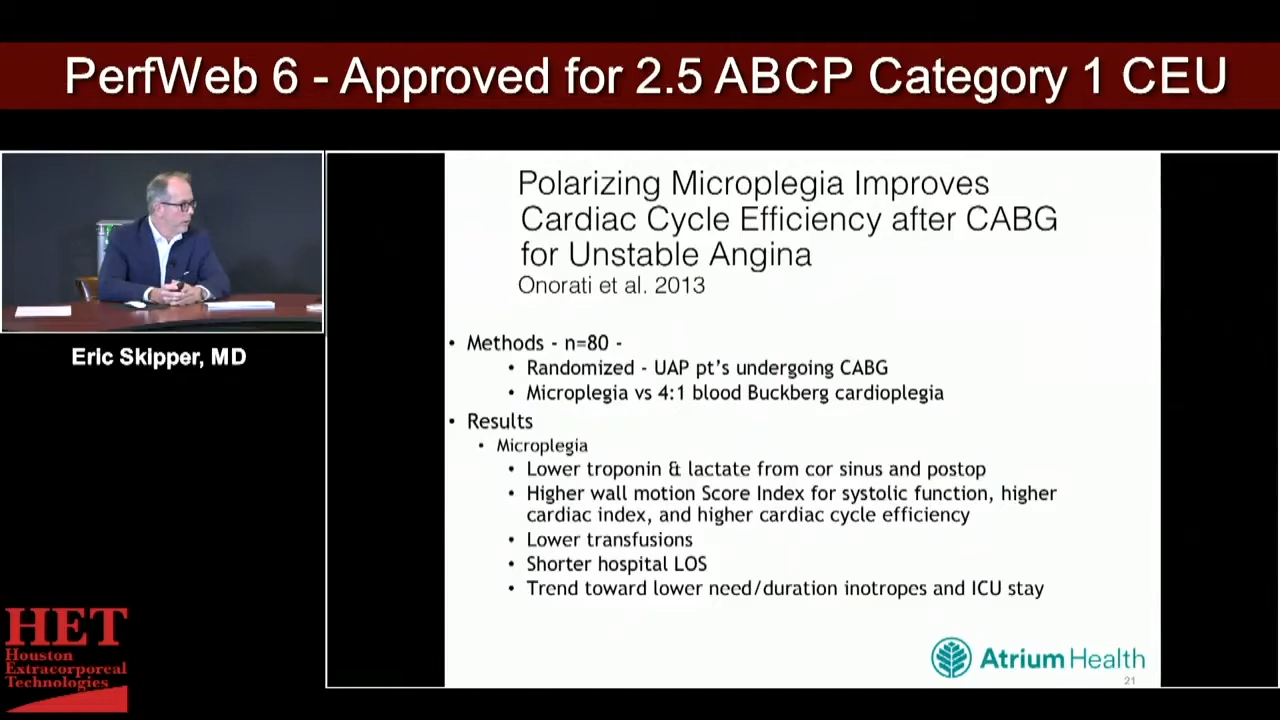 PerfWeb 6 - Approved for 2.5 ABCP Category 1 CEU
Eric Skipper, MD
Polarizing Microplegia Improves
Cardiac Cycle Efficiency after CABG
for Unstable Angina
Onorati et al. 2013
• Methods - n=80 -
• Randomized - UAP pt’s undergoing CABG
• Microplegia vs 4:1 blood Buckberg cardioplegia
• Results
• Microplegia
• Lower troponin & lactate from cor sinus and postop
• Higher wall motion Score Index for systolic function, higher
cardiac index, and higher cardiac cycle efficiency
• Lower transfusions
• Shorter hospital LOS
• Trend toward lower need/duration inotropes and ICU stay
Atrium Health
21
HET
Houston
Extracorporeal
Technologies